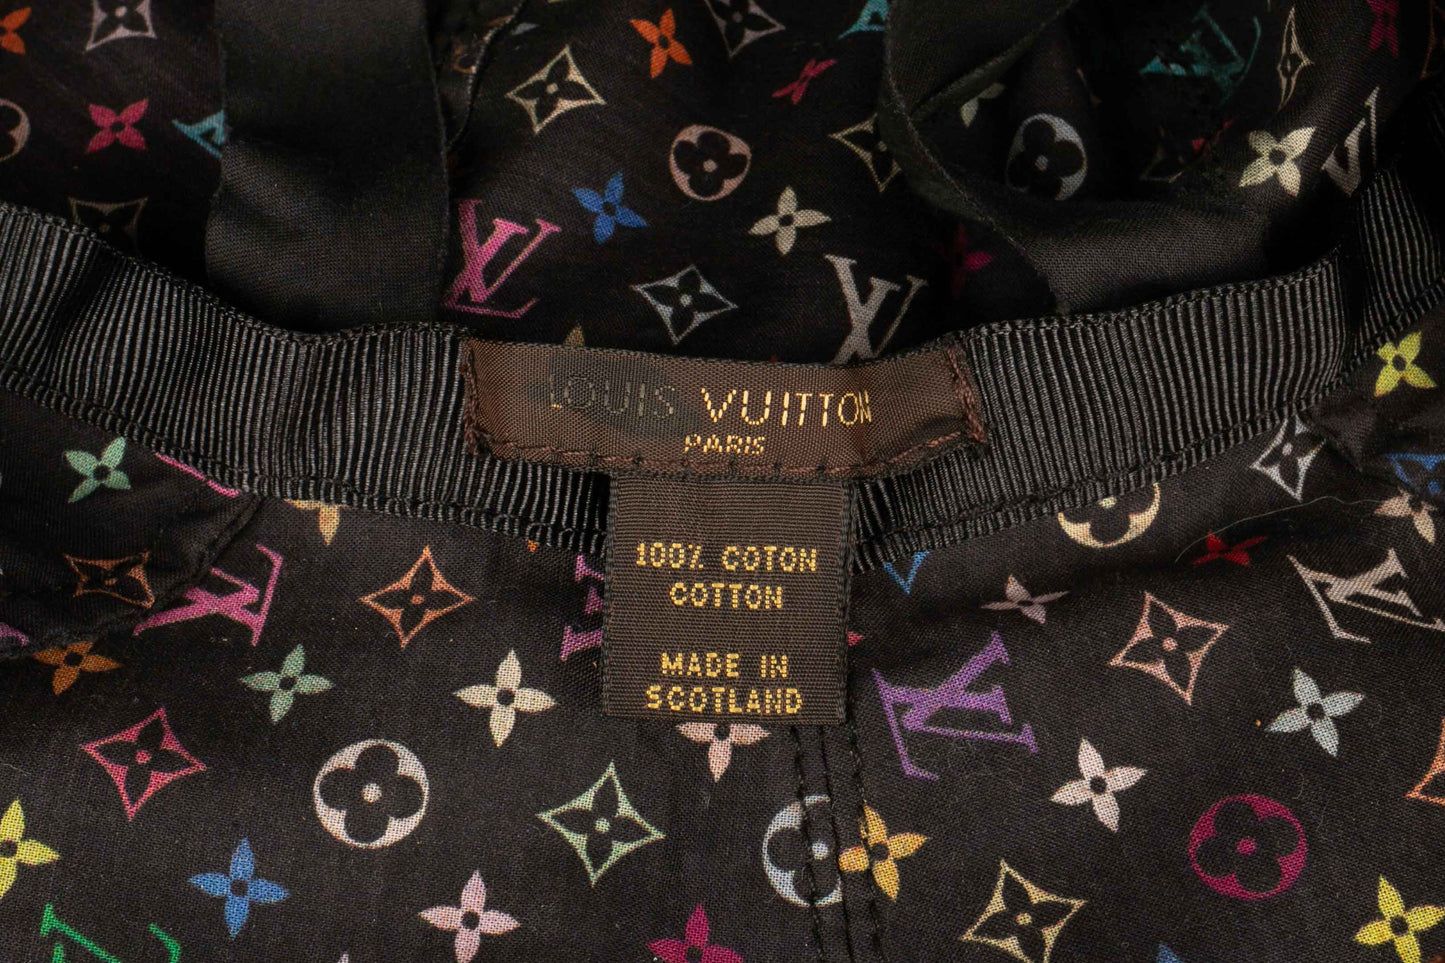 LOUIS VUITTON
PARIS
100% COTON
COTTON
MADE IN
SCOTLAND